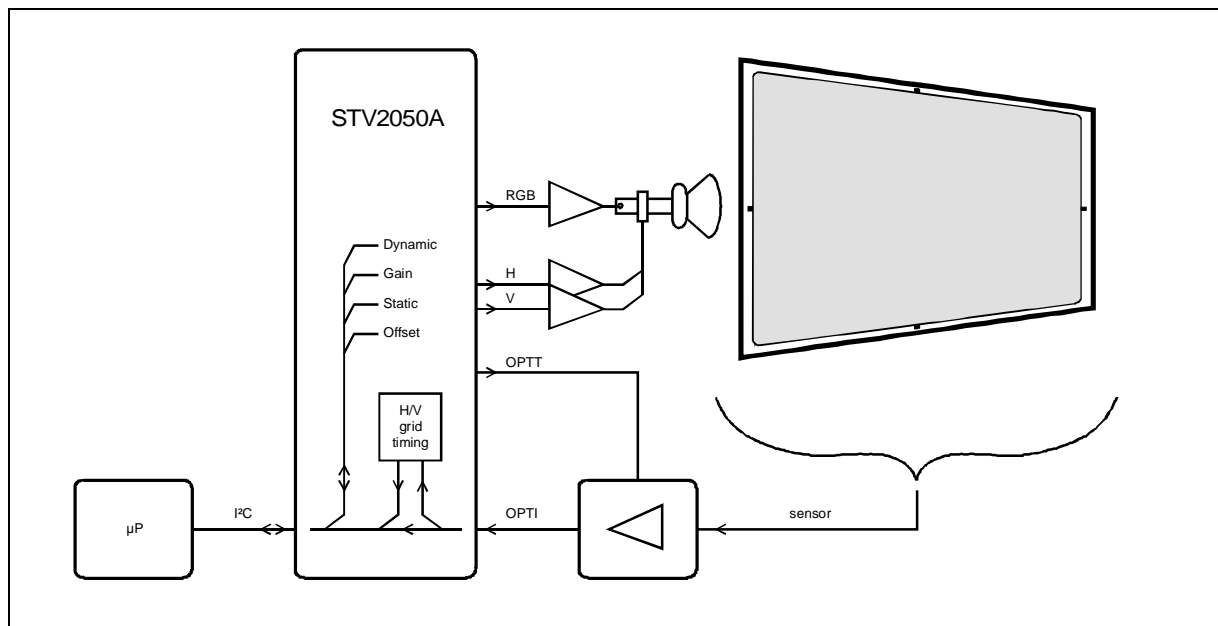 STV2050A
RGB
Dynamic
Gain
Static
Offset
H
V
OPTT
H/V
grid
timing
µP
I²C
OPTI
sensor